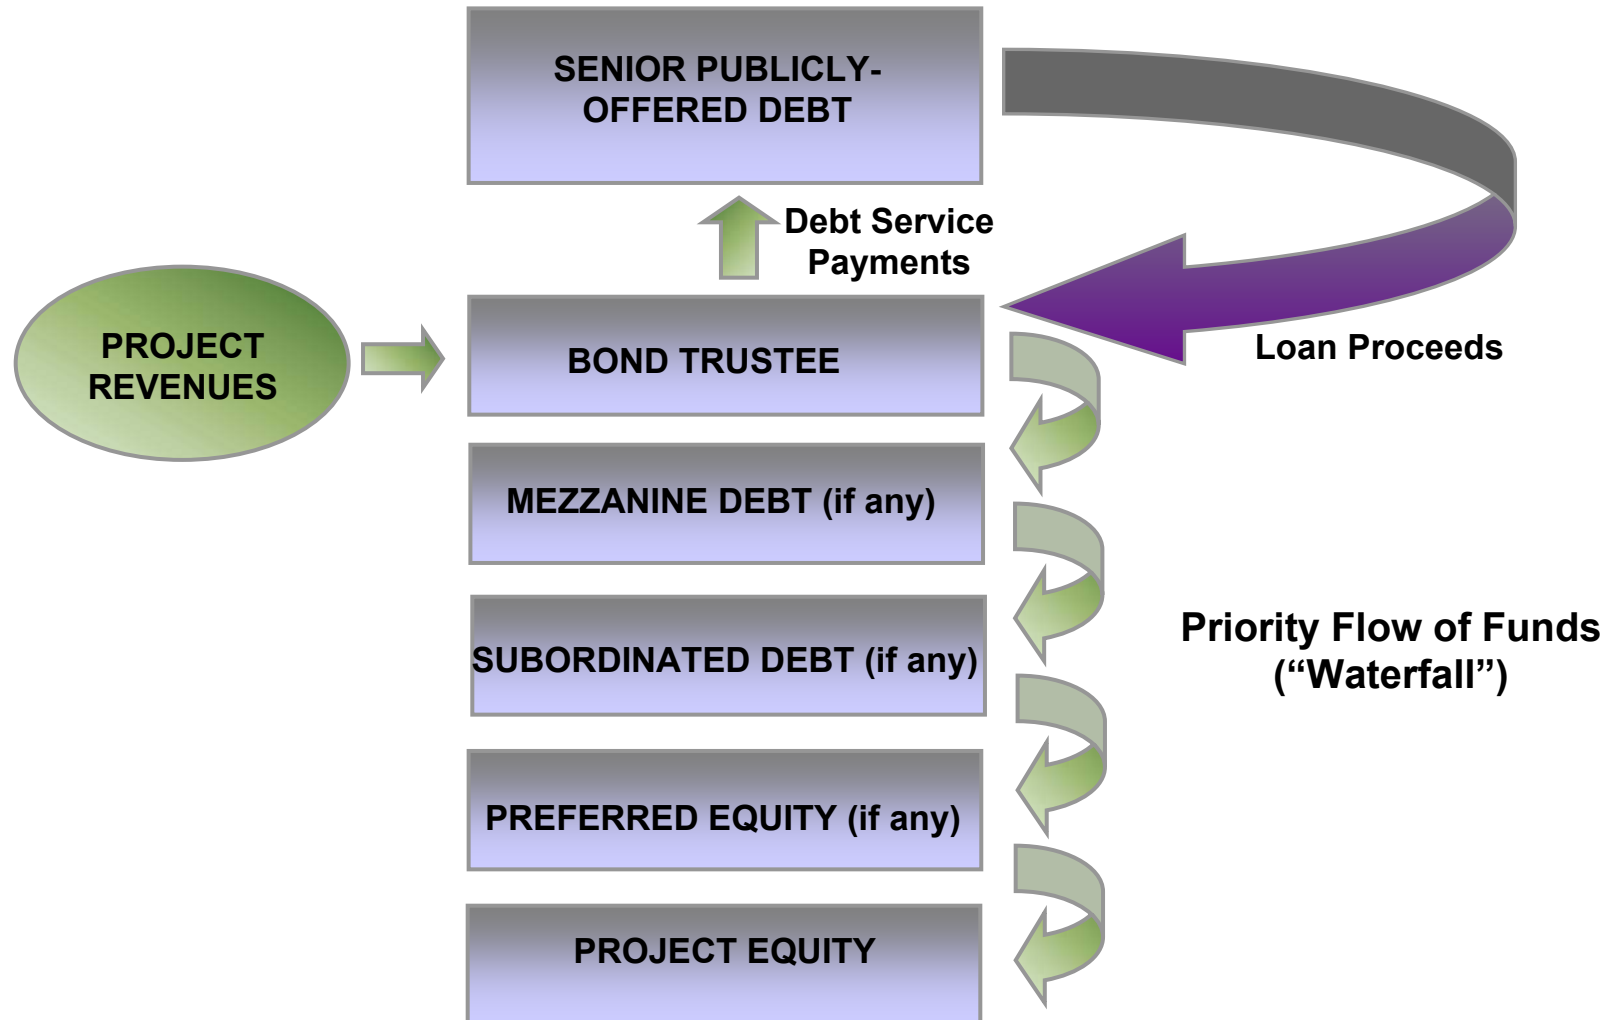 SENIOR PUBLICLY-
OFFERED DEBT
Debt Service
Payments
PROJECT
REVENUES
BOND TRUSTEE
Loan Proceeds
MEZZANINE DEBT (if any)
SUBORDINATED DEBT (if any)
Priority Flow of Funds
(“Waterfall”)
PREFERRED EQUITY (if any)
PROJECT EQUITY